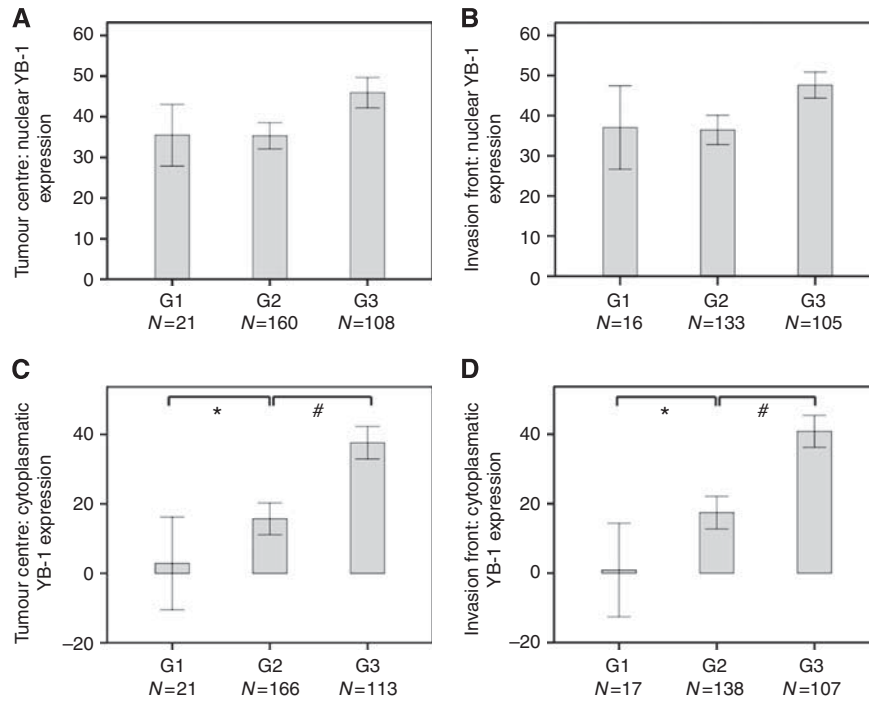 A
Tumour centre: nuclear YB-1
expression
60
50
40
30
20
10
0
G1 G2 G3
N=21 N=160 N=108
B
Invasion front: nuclear YB-1
expression
60
50
40
30
20
10
0
G1 G2 G3
N=16 N=133 N=105
C
Tumour centre: cytoplasmatic
YB-1 expression
40
20
0
–20
* #
G1 G2 G3
N=21 N=166 N=113
D
Invasion front: cytoplasmatic
YB-1 expression
40
20
0
–20
* #
G1 G2 G3
N=17 N=138 N=107